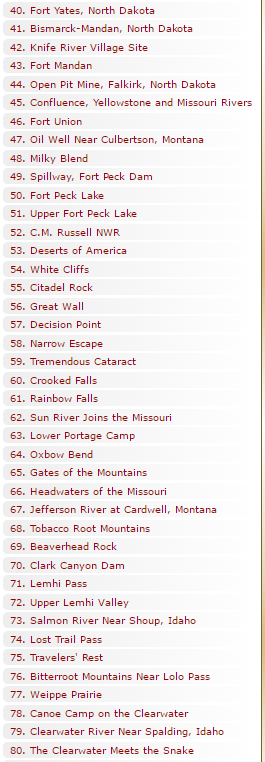 40. Fort Yates, North Dakota
41. Bismarck-Mandan, North Dakota
42. Knife River Village Site
43. Fort Mandan
44. Open Pit Mine, Falkirk, North Dakota
45. Confluence, Yellowstone and Missouri Rivers
46. Fort Union
47. Oil Well Near Culbertson, Montana
48. Milky Blend
49. Spillway, Fort Peck Dam
50. Fort Peck Lake
51. Upper Fort Peck Lake
52. C.M. Russell NWR
53. Deserts of America
54. White Cliffs
55. Citadel Rock
56. Great Wall
57. Decision Point
58. Narrow Escape
59. Tremendous Cataract
60. Crooked Falls
61. Rainbow Falls
62. Sun River Joins the Missouri
63. Lower Portage Camp
64. Oxbow Bend
65. Gates of the Mountains
66. Headwaters of the Missouri
67. Jefferson River at Cardwell, Montana
68. Tobacco Root Mountains
69. Beaverhead Rock
70. Clark Canyon Dam
71. Lemhi Pass
72. Upper Lemhi Valley
73. Salmon River Near Shoup, Idaho
74. Lost Trail Pass
75. Travelers' Rest
76. Bitterroot Mountains Near Lolo Pass
77. Weippe Prairie
78. Canoe Camp on the Clearwater
79. Clearwater River Near Spalding, Idaho
80. The Clearwater Meets the Snake